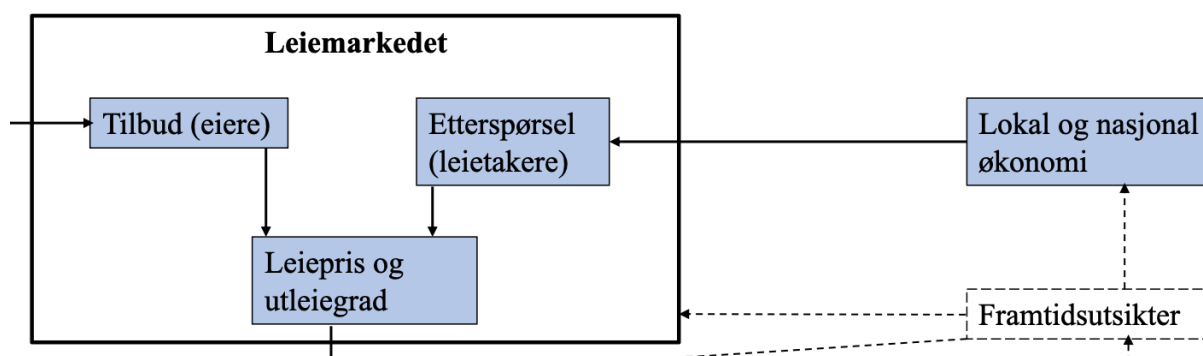 Leiemarkedet
Tilbud (eiere)
Etterspørsel
(leietakere)
Lokal og nasjonal
økonomi
Leiepris og
utleiegrad
Framtidsutsikter